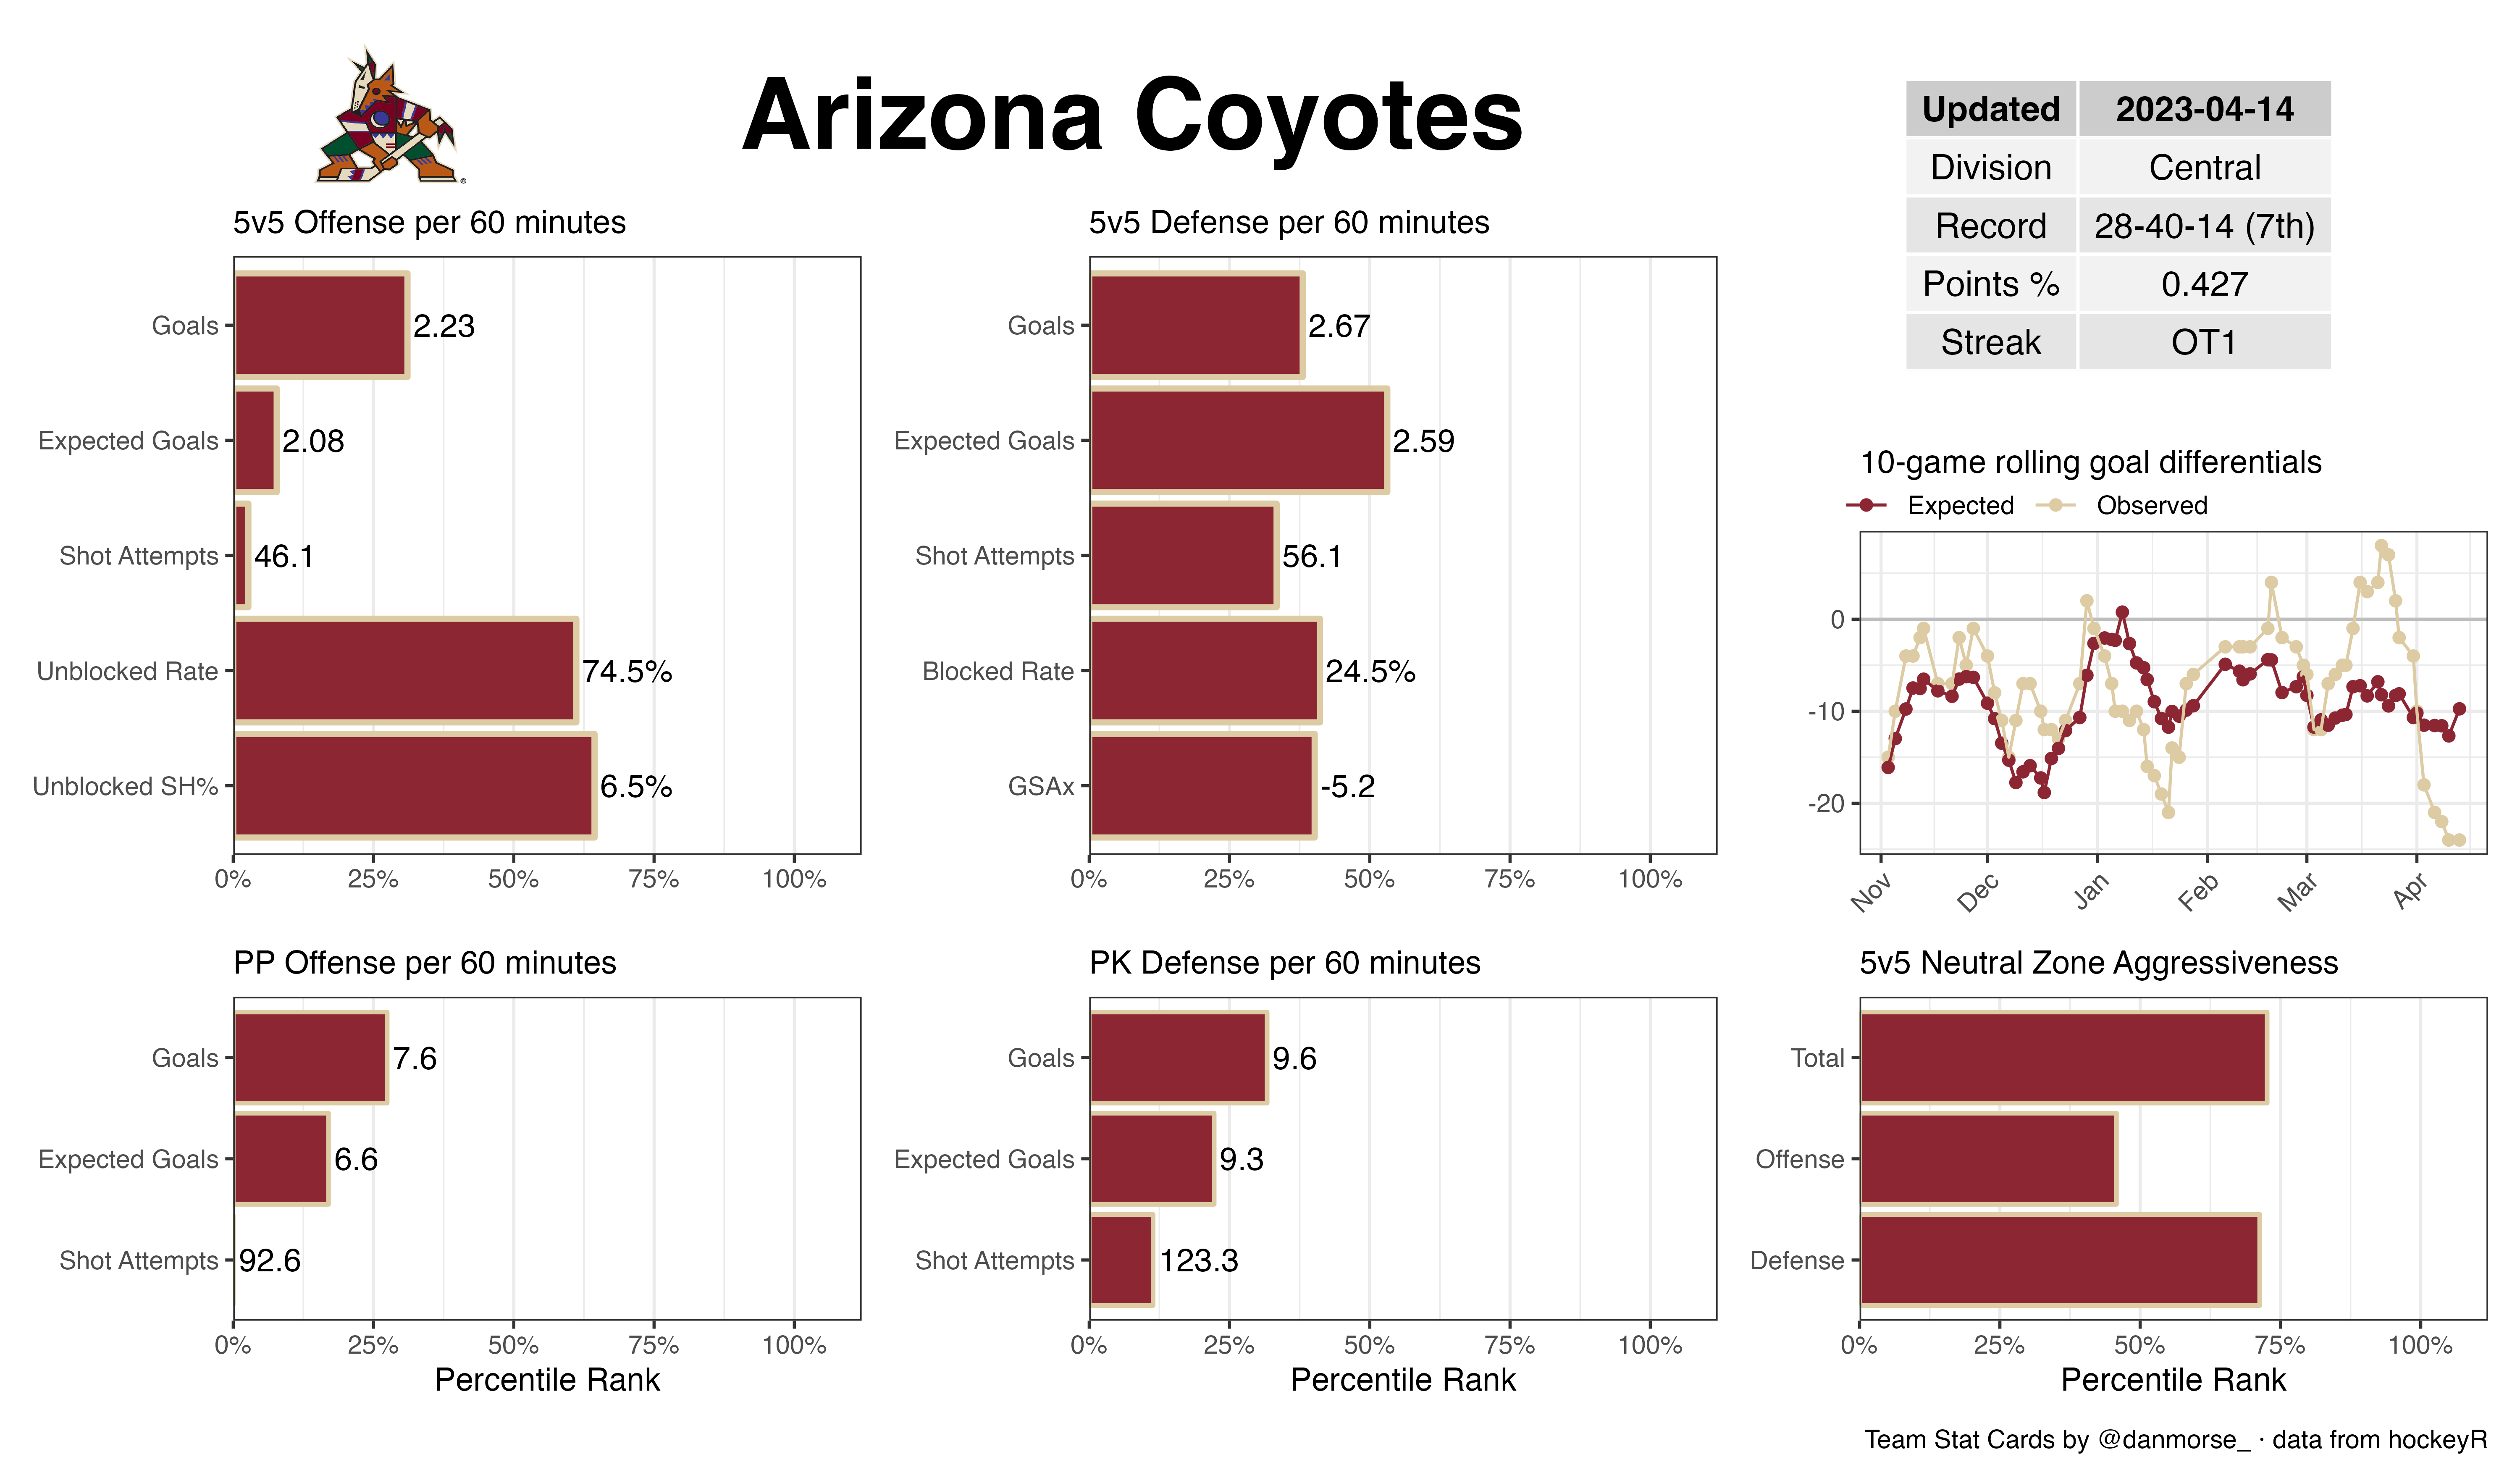 Arizona Coyotes
Updated 2023-04-14
Division Central
Record 28-40-14 (7th)
Points % 0.427
Streak OT1
5v5 Offense per 60 minutes
Goals 2.23
Expected Goals 2.08
Shot Attempts 46.1
Unblocked Rate 74.5%
Unblocked SH% 6.5%
0% 25% 50% 75% 100%
5v5 Defense per 60 minutes
Goals 2.67
Expected Goals 2.59
Shot Attempts 56.1
Blocked Rate 24.5%
GSAx -5.2
0% 25% 50% 75% 100%
10-game rolling goal differentials
Expected Observed
0
-10
-20
Nov Dec Jan Feb Mar Apr
PP Offense per 60 minutes
Goals 7.6
Expected Goals 6.6
Shot Attempts 92.6
0% 25% 50% 75% 100%
Percentile Rank
PK Defense per 60 minutes
Goals 9.6
Expected Goals 9.3
Shot Attempts 123.3
0% 25% 50% 75% 100%
Percentile Rank
5v5 Neutral Zone Aggressiveness
Total
Offense
Defense
0% 25% 50% 75% 100%
Percentile Rank
Team Stat Cards by @danmorse_ · data from hockeyR